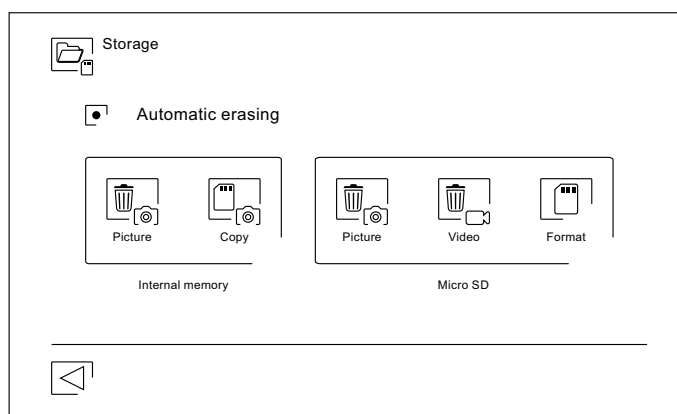 Storage
Automatic erasing
Picture
Copy
Picture
Video
Format
Internal memory
Micro SD